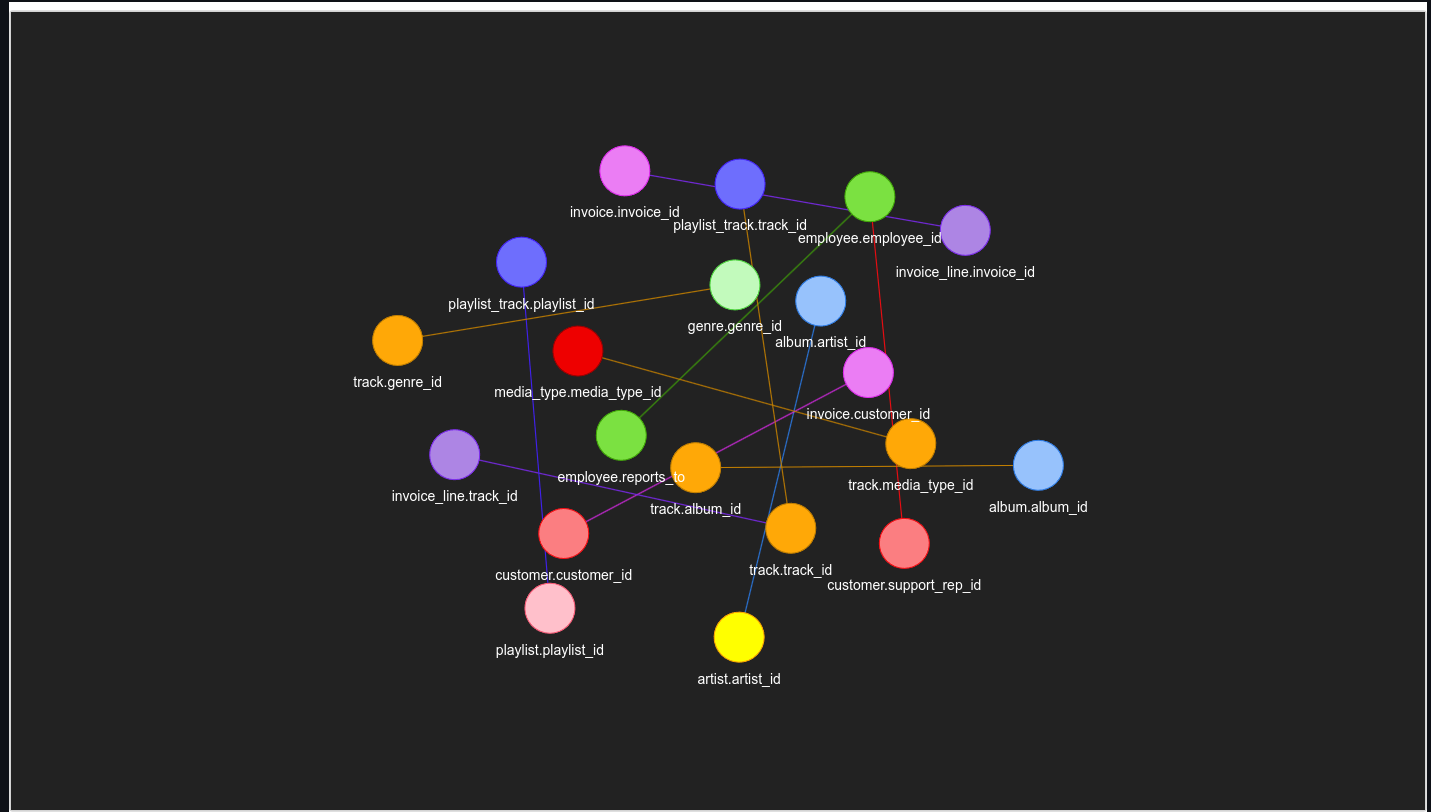 invoice.invoice_id
playlist_track.track_id
employee.employee_id
invoice_line.invoice_id
playlist_track.playlist_id
genre.genre_id
album.artist_id
track.genre_id
media_type.media_type_id
invoice.customer_id
employee.reports_to
track.media_type_id
invoice_line.track_id
track.album_id
album.album_id
customer.customer_id
track.track_id
customer.support_rep_id
playlist.playlist_id
artist.artist_id